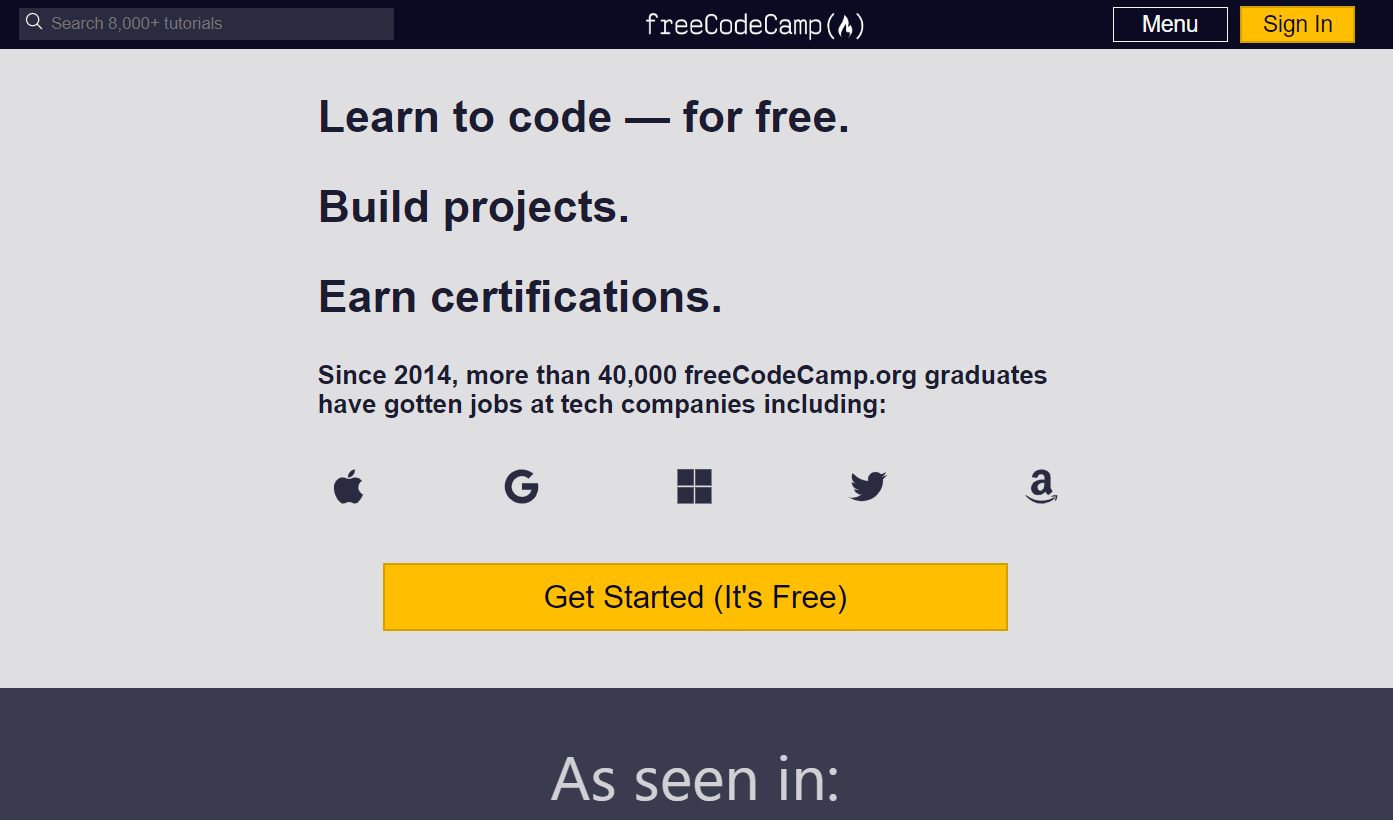 Search 8,000+ tutorials
freeCodeCamp
Menu
Sign In
Learn to code — for free.
Build projects.
Earn certifications.
Since 2014, more than 40,000 freeCodeCamp.org graduates
have gotten jobs at tech companies including:
Get Started (It's Free)
As seen in: